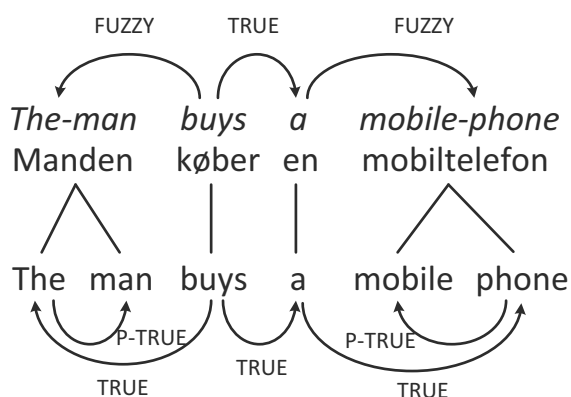 FUZZY TRUE FUZZY
The-man buys a mobile-phone
Manden køber en mobiltelefon
The man buys a mobile phone
P-TRUE P-TRUE
TRUE TRUE TRUE